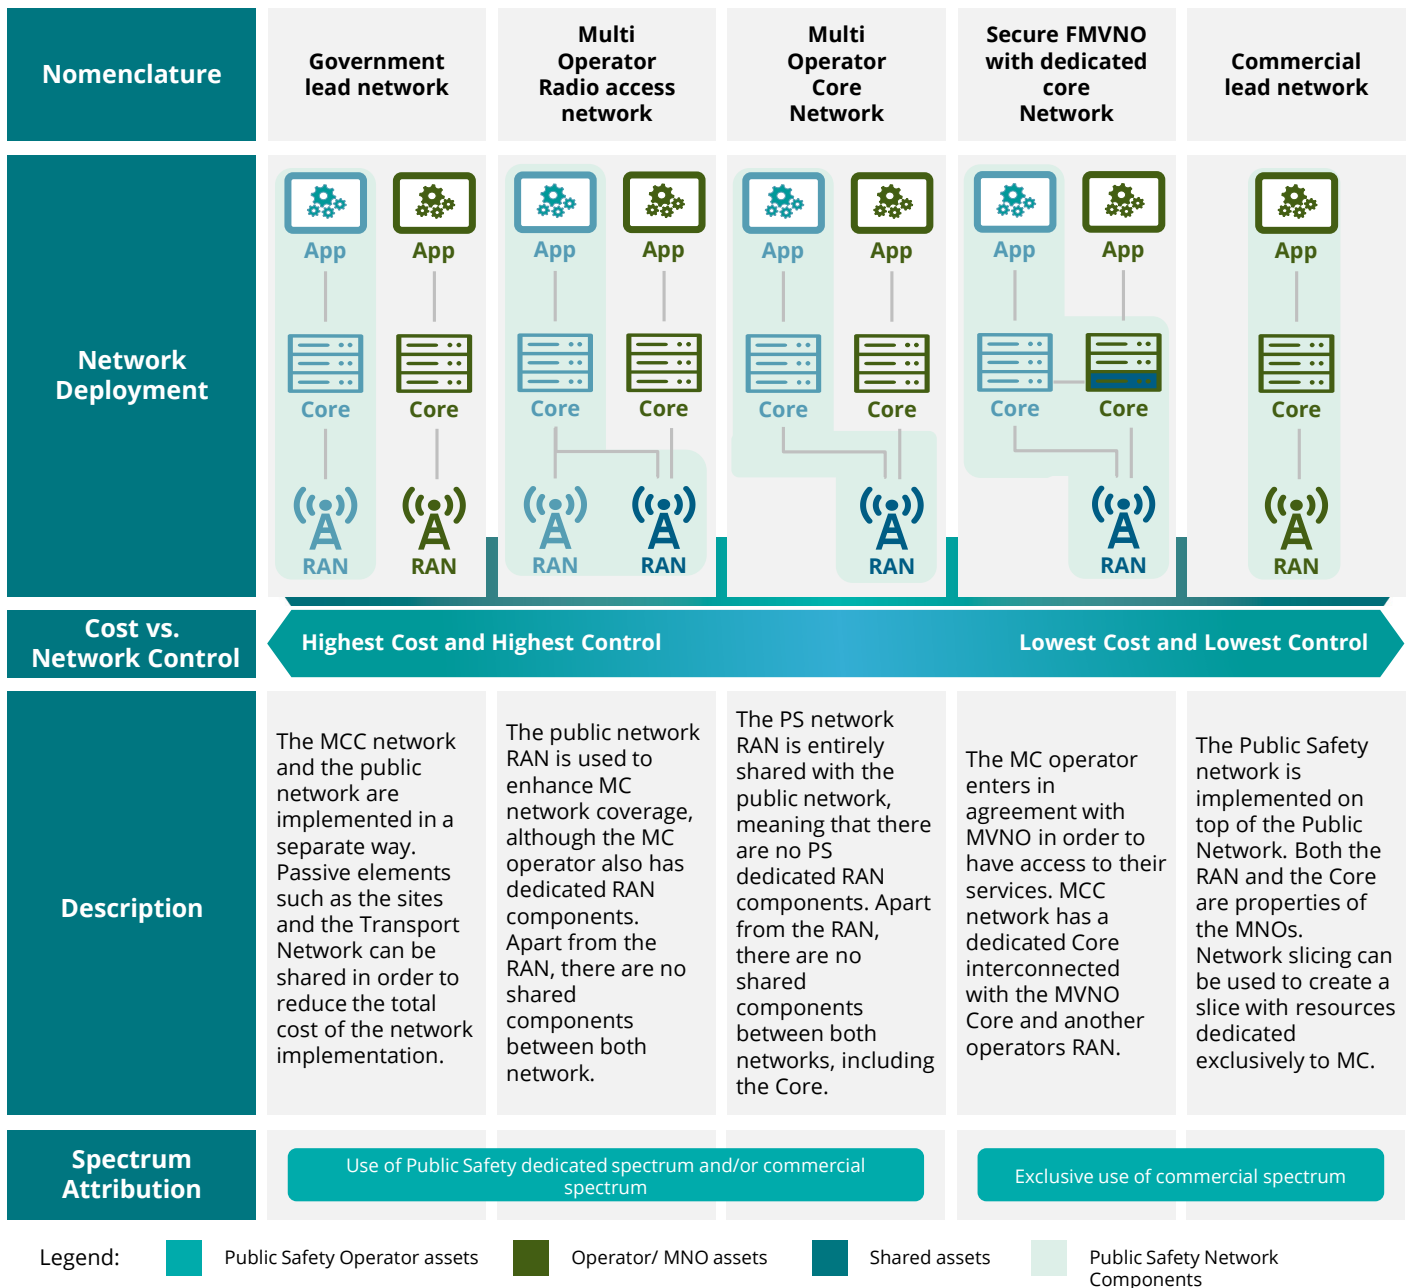 Nomenclature
Government
lead network
Multi
Operator
Radio access
network
Multi
Operator
Core
Network
Secure FMVNO
with dedicated
core
Network
Commercial
lead network
Network
Deployment
App
App
App
App
App
App
App
App
App
Core
Core
Core
Core
Core
Core
Core
Core
Core
RAN
RAN
RAN
RAN
RAN
RAN
RAN
Cost vs.
Network Control
Highest Cost and Highest Control
Lowest Cost and Lowest Control
Description
The MCC network
and the public
network are
implemented in a
separate way.
Passive elements
such as the sites
and the Transport
Network can be
shared in order to
reduce the total
cost of the network
implementation.
The public network
RAN is used to
enhance MC
network coverage,
although the MC
operator also has
dedicated RAN
components.
Apart from the
RAN, there are no
shared
components
between both
network.
The PS network
RAN is entirely
shared with the
public network,
meaning that there
are no PS
dedicated RAN
components. Apart
from the RAN,
there are no
shared
components
between both
networks, including
the Core.
The MC operator
enters in
agreement with
MVNO in order to
have access to their
services. MCC
network has a
dedicated Core
interconnected
with the MVNO
Core and another
operators RAN.
The Public Safety
network is
implemented on
top of the Public
Network. Both the
RAN and the Core
are properties of
the MNOs.
Network slicing can
be used to create a
slice with resources
dedicated
exclusively to MC.
Spectrum
Attribution
Use of Public Safety dedicated spectrum and/or commercial
spectrum
Exclusive use of commercial spectrum
Legend:
Public Safety Operator assets
Operator/ MNO assets
Shared assets
Public Safety Network
Components